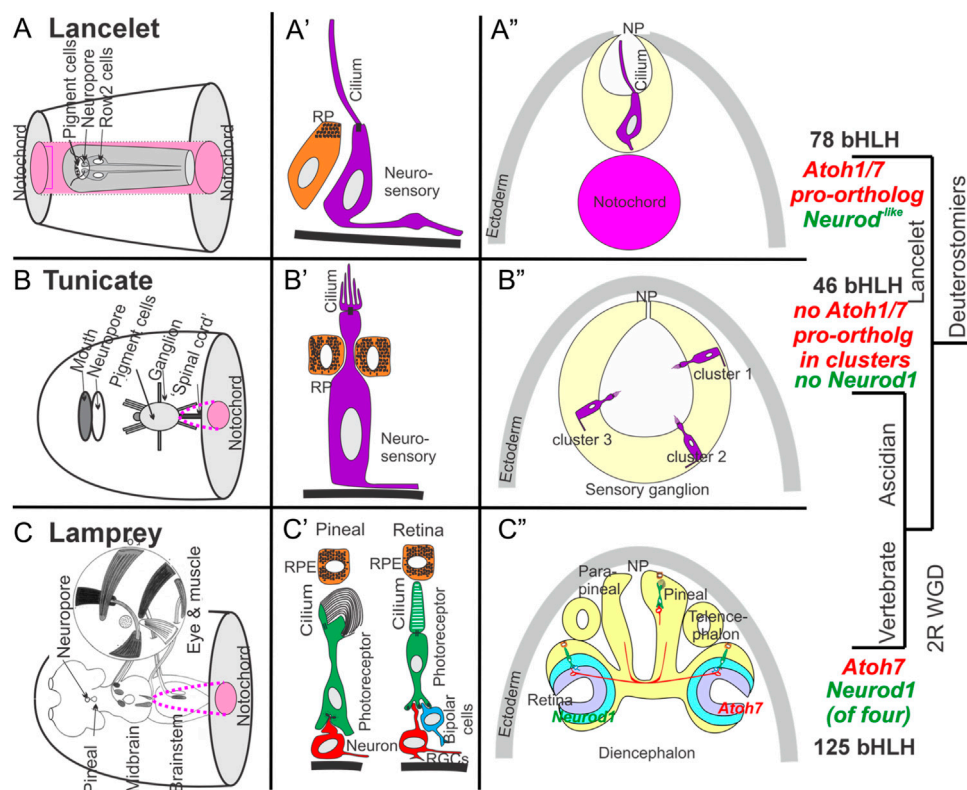 A Lancelet
Pigment cells
Neuropore
Row2 cells
Notochord
Notochord
A’
Cilium
RP
Neuro-
sensory
A”
NP
Cilium
Notochord
Ectoderm
78 bHLH
Atoh1/7
pro-ortholog
Neurod-like
Lancelet
Deuterostomiers
B Tunicate
Mouth
Neuropore
Pigment cells
Ganglion
‘Spinal cord’
Notochord
B’
Cilium
RP
Neuro-
sensory
B”
NP
cluster 1
cluster 3
cluster 2
Sensory ganglion
Ectoderm
46 bHLH
no Atoh1/7
pro-ortholg
in clusters
no Neurod1
Ascidian
C Lamprey
Neuropore
Eye & muscle
Notochord
Pineal
Midbrain
Brainstem
C’ Pineal Retina
RPE
RPE
Cilium
Cilium
Photoreceptor
Photoreceptor
Bipolar
cells
Neuron
RGCs
C”
NP
Para-
pineal
Pineal
Telence-
phalon
Retina
Neurod1
Atoh7
Ectoderm
Diencephalon
Vertebrate
2R WGD
Atoh7
Neurod1
(of four)
125 bHLH